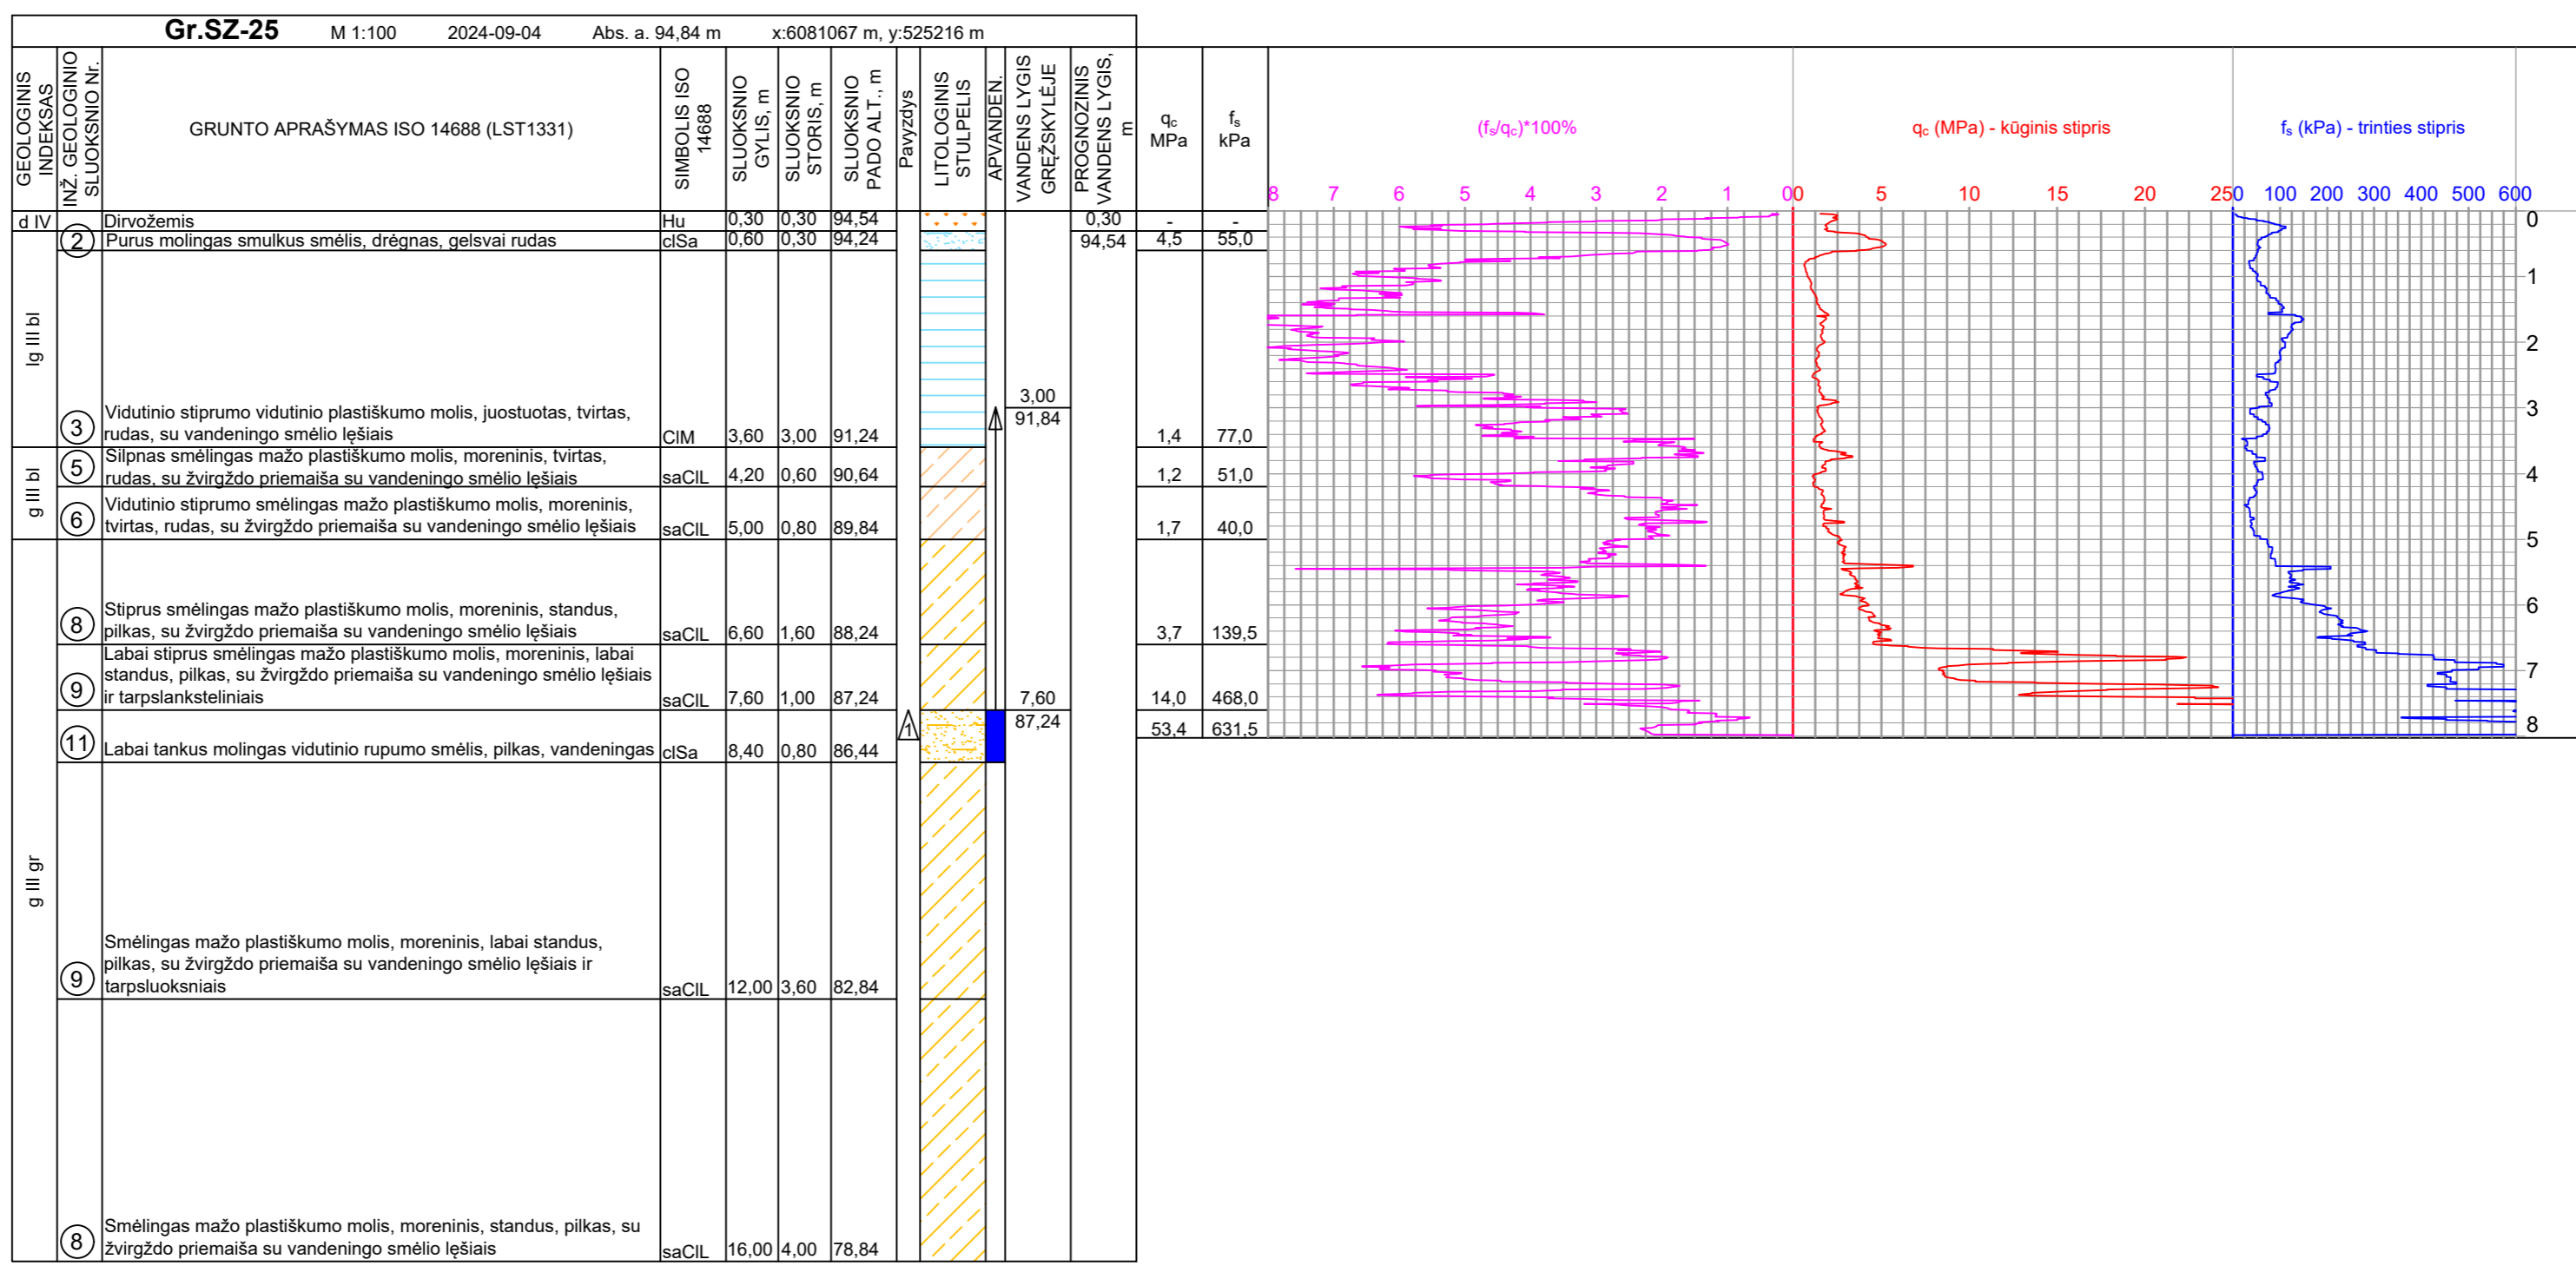 Gr.SZ-25 M 1:100 2024-09-04 Abs. a. 94,84 m x:6081067 m, y:525216 m
GEOLOGINIS
INDEKSAS
INŽ. GEOLOGINIO
SLUOKSNIO Nr.
GRUNTO APRAŠYMAS ISO 14688 (LST1331)
SIMBOLIS ISO
14688
SLUOKSNIO
GYLIS, m
SLUOKSNIO
STORIS, m
SLUOKSNIO
PADO ALT., m
Pavyzdys
LITOLOGINIS
STULPELIS
APVANDEN.
VANDENS LYGIS
GRĘŽSKYLĖJE
PROGNOZINIS
VANDENS LYGIS,
m
qc
MPa
fs
kPa
(fs/qc)*100%
qc (MPa) - kūginis stipris
fs (kPa) - trinties stipris
8 7 6 5 4 3 2 1 0
0 5 10 15 20 25
0 100 200 300 400 500 600
d IV
Dirvožemis Hu 0,30 0,30 94,54 0,30 - -
2 Purus molingas smulkus smėlis, drėgnas, gelsvai rudas clSa 0,60 0,30 94,24 94,54 4,5 55,0
lg III bl
3,00
91,84
3 Vidutinio stiprumo vidutinio plastiškumo molis, juostuotas, tvirtas,
rudas, su vandeningo smėlio lęšiais ClM 3,60 3,00 91,24 1,4 77,0
g III bl
5 Silpnas smėlingas mažo plastiškumo molis, moreninis, tvirtas,
rudas, su žvirgždo priemaiša su vandeningo smėlio lęšiais saClL 4,20 0,60 90,64 1,2 51,0
6 Vidutinio stiprumo smėlingas mažo plastiškumo molis, moreninis,
tvirtas, rudas, su žvirgždo priemaiša su vandeningo smėlio lęšiais saClL 5,00 0,80 89,84 1,7 40,0
8 Stiprus smėlingas mažo plastiškumo molis, moreninis, standus,
pilkas, su žvirgždo priemaiša su vandeningo smėlio lęšiais saClL 6,60 1,60 88,24 3,7 139,5
9 Labai stiprus smėlingas mažo plastiškumo molis, moreninis, labai
standus, pilkas, su žvirgždo priemaiša su vandeningo smėlio lęšiais
ir tarpslanksteliniais saClL 7,60 1,00 87,24 7,60 14,0 468,0
87,24
1
11 Labai tankus molingas vidutinio rupumo smėlis, pilkas, vandeningas clSa 8,40 0,80 86,44 53,4 631,5
g III gr
9 Smėlingas mažo plastiškumo molis, moreninis, labai standus,
pilkas, su žvirgždo priemaiša su vandeningo smėlio lęšiais ir
tarpsluoksniais saClL 12,00 3,60 82,84
8 Smėlingas mažo plastiškumo molis, moreninis, standus, pilkas, su
žvirgždo priemaiša su vandeningo smėlio lęšiais saClL 16,00 4,00 78,84
0
1
2
3
4
5
6
7
8